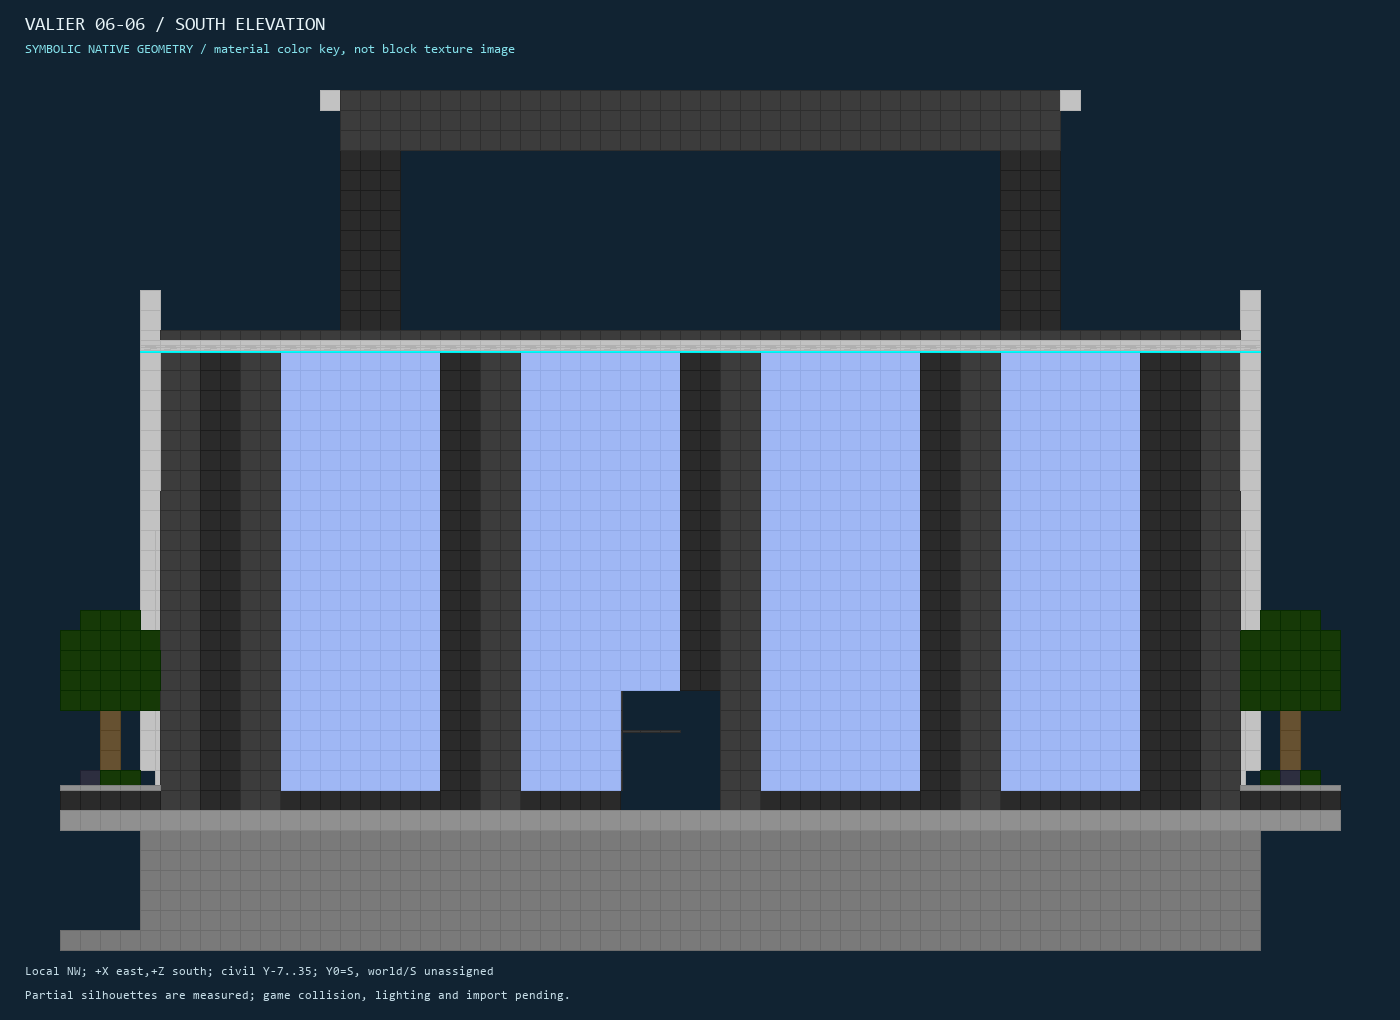 VALIER 06-06 / SOUTH ELEVATION
SYMBOLIC NATIVE GEOMETRY / material color key, not block texture image
Local NW; +X east,+Z south; civil Y-7..35; Y0=S, world/S unassigned
Partial silhouettes are measured; game collision, lighting and import pending.